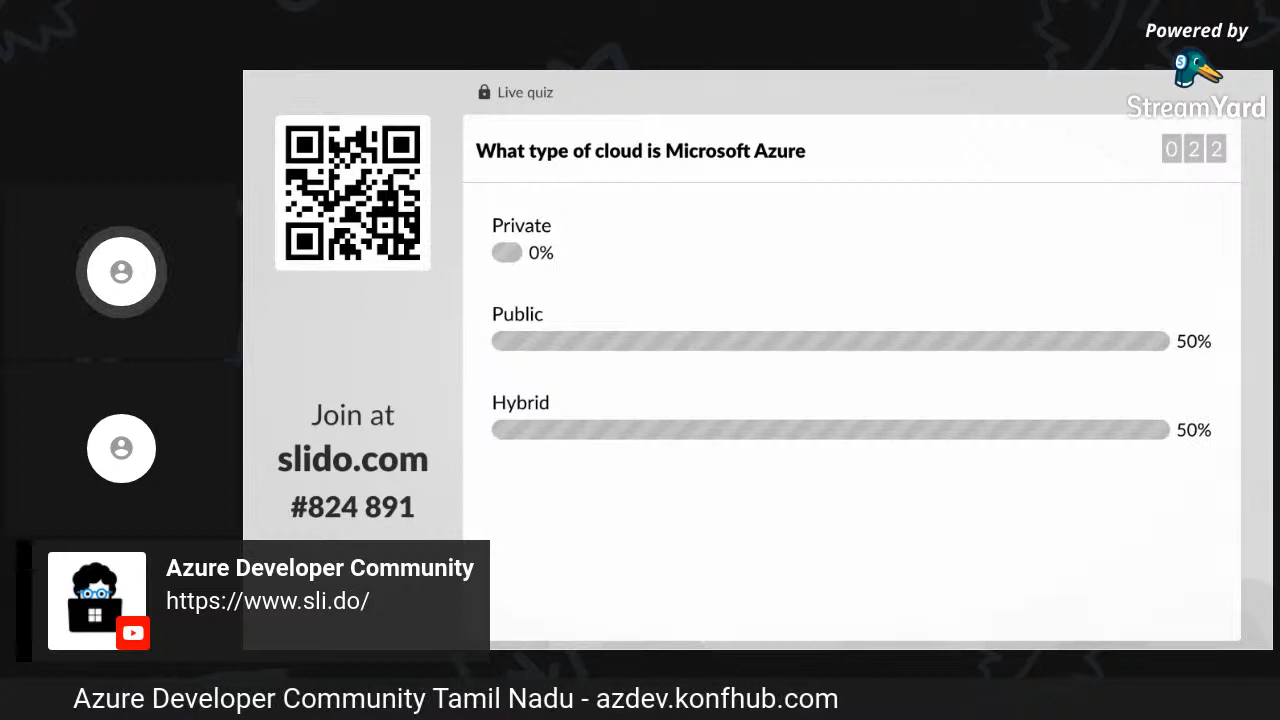 Powered by
StreamYard
Live quiz
What type of cloud is Microsoft Azure
022
Private
0%
Public
50%
Hybrid
50%
Join at
slido.com
#824 891
Azure Developer Community
https://www.sli.do/
Azure Developer Community Tamil Nadu - azdev.konfhub.com